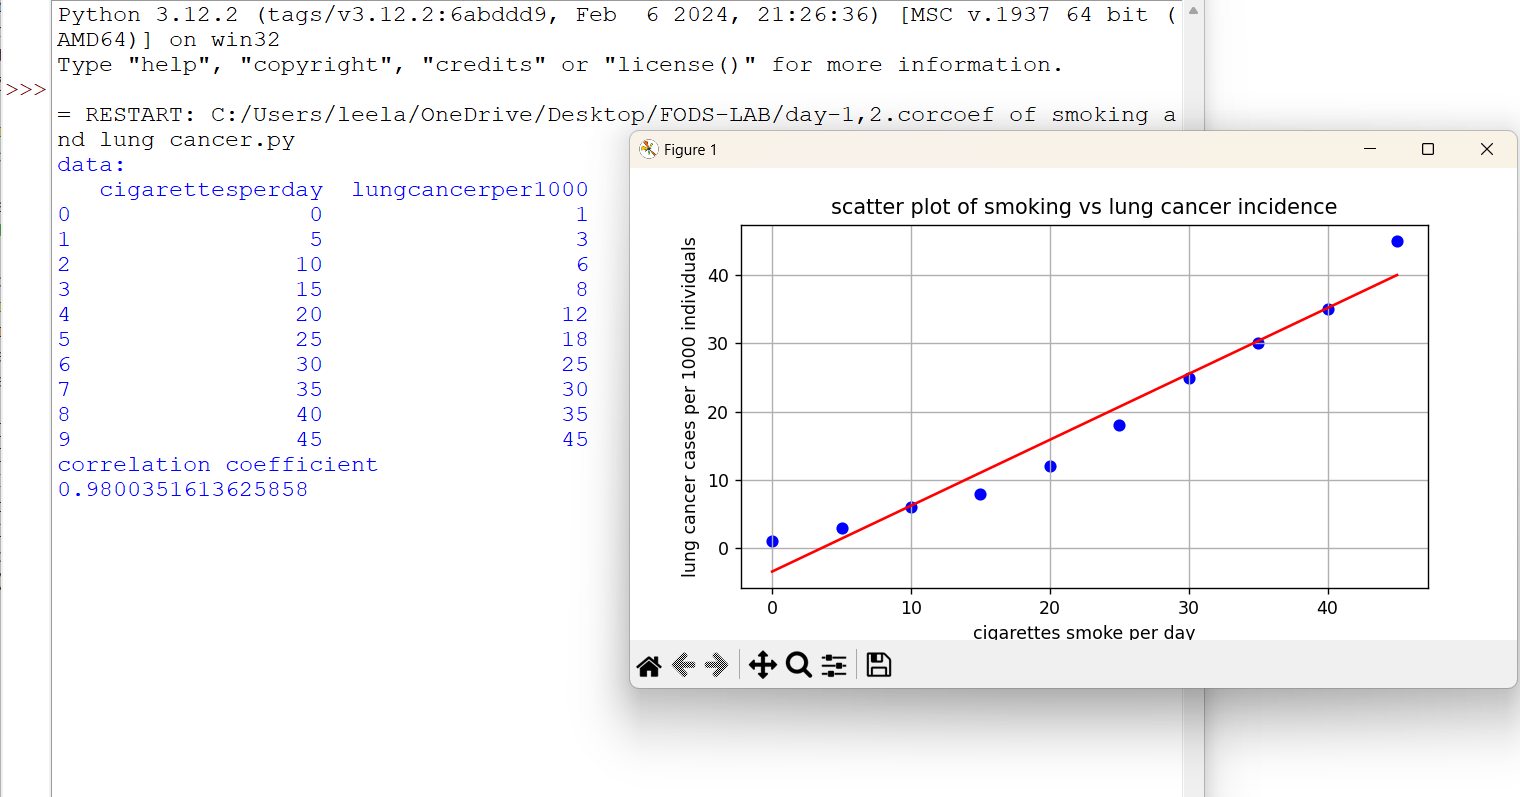 Python 3.12.2 (tags/v3.12.2:6abddd9, Feb  6 2024, 21:26:36) [MSC v.1937 64 bit (
AMD64)] on win32
Type "help", "copyright", "credits" or "license()" for more information.
>>>
= RESTART: C:/Users/leela/OneDrive/Desktop/FODS-LAB/day-1,2.corcoef of smoking a
nd lung cancer.py
data:
   cigarettesperday  lungcancerper1000
0                 0                  1
1                 5                  3
2                10                  6
3                15                  8
4                20                 12
5                25                 18
6                30                 25
7                35                 30
8                40                 35
9                45                 45
correlation coefficient
0.9800351613625858
Figure 1
scatter plot of smoking vs lung cancer incidence
lung cancer cases per 1000 individuals
40
30
20
10
0
0 10 20 30 40
cigarettes smoke per day